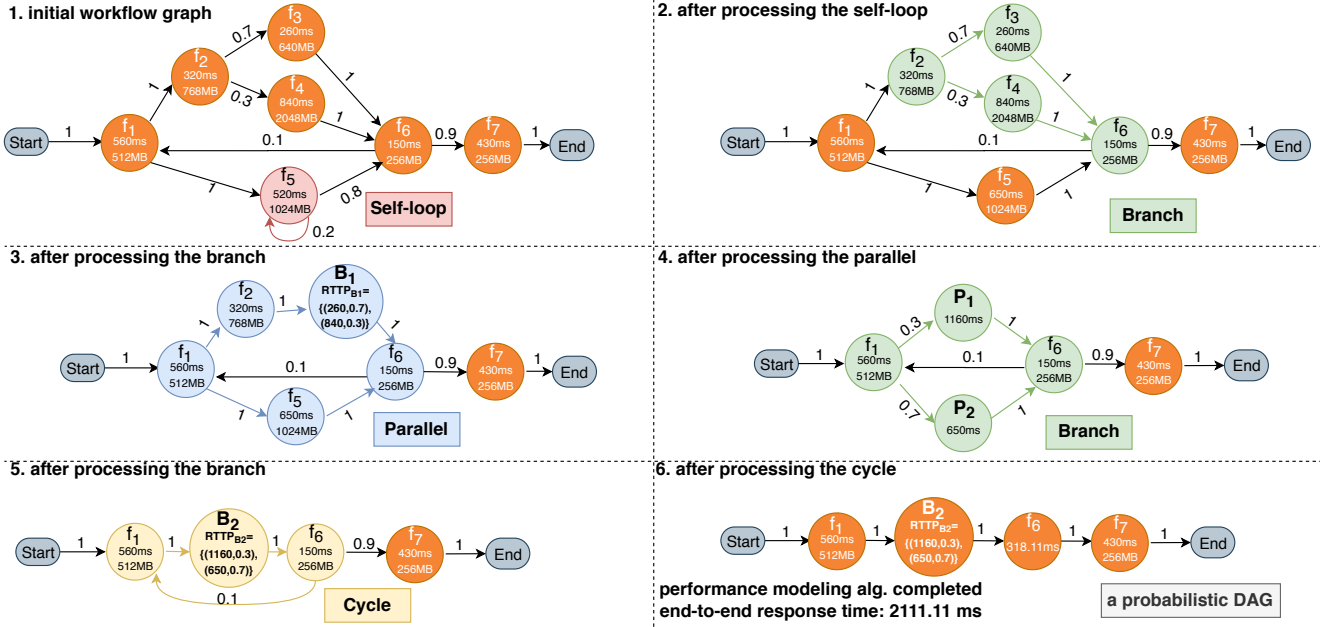 1. initial workflow graph
Start
1
f1
560ms
512MB
1
f2
320ms
768MB
0.7
f3
260ms
640MB
0.3
f4
840ms
2048MB
1
1
0.1
f6
150ms
256MB
0.9
f7
430ms
256MB
1
End
1
f5
520ms
1024MB
0.8
0.2
Self-loop
2. after processing the self-loop
Start
1
f1
560ms
512MB
1
f2
320ms
768MB
0.7
f3
260ms
640MB
0.3
f4
840ms
2048MB
1
1
0.1
f6
150ms
256MB
0.9
f7
430ms
256MB
1
End
1
f5
650ms
1024MB
1
Branch
3. after processing the branch
Start
1
f1
560ms
512MB
1
f2
320ms
768MB
1
B1
RTTPB1=
{(260,0.7),
(840,0.3)}
1
0.1
f6
150ms
256MB
0.9
f7
430ms
256MB
1
End
1
f5
650ms
1024MB
1
Parallel
4. after processing the parallel
Start
1
f1
560ms
512MB
0.3
P1
1160ms
1
0.1
f6
150ms
256MB
0.9
f7
430ms
256MB
1
End
0.7
P2
650ms
1
Branch
5. after processing the branch
Start
1
f1
560ms
512MB
1
B2
RTTPB2=
{(1160,0.3),
(650,0.7)}
1
f6
150ms
256MB
0.9
f7
430ms
256MB
1
End
0.1
Cycle
6. after processing the cycle
Start
1
f1
560ms
512MB
1
B2
RTTPB2=
{(1160,0.3),
(650,0.7)}
1
f6
318.11ms
1
f7
430ms
256MB
1
End
performance modeling alg. completed
end-to-end response time: 2111.11 ms
a probabilistic DAG